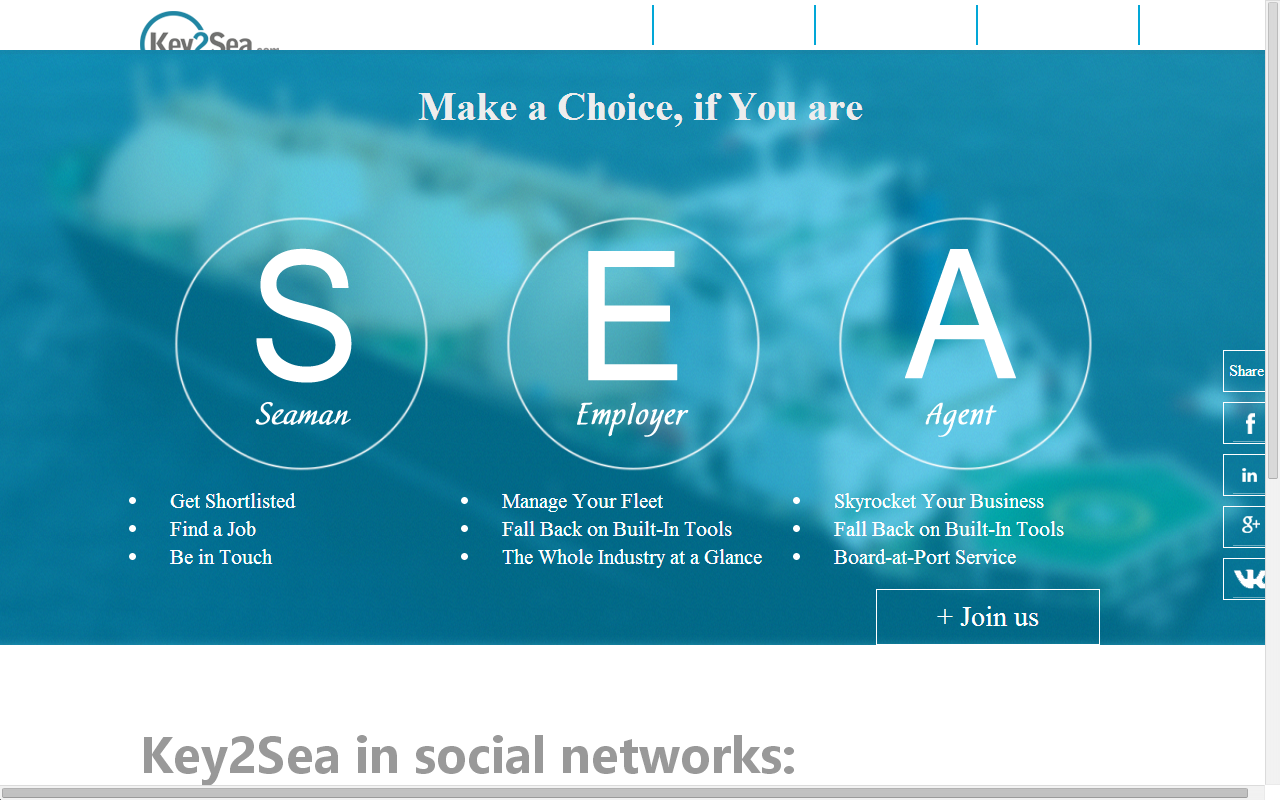 Key2Sea.com
Make a Choice, if You are
S E A
Seaman Employer Agent
Share
f
in
g+
• Get Shortlisted
• Find a Job
• Be in Touch
• Manage Your Fleet
• Fall Back on Built-In Tools
• The Whole Industry at a Glance
• Skyrocket Your Business
• Fall Back on Built-In Tools
• Board-at-Port Service
+ Join us
Key2Sea in social networks: